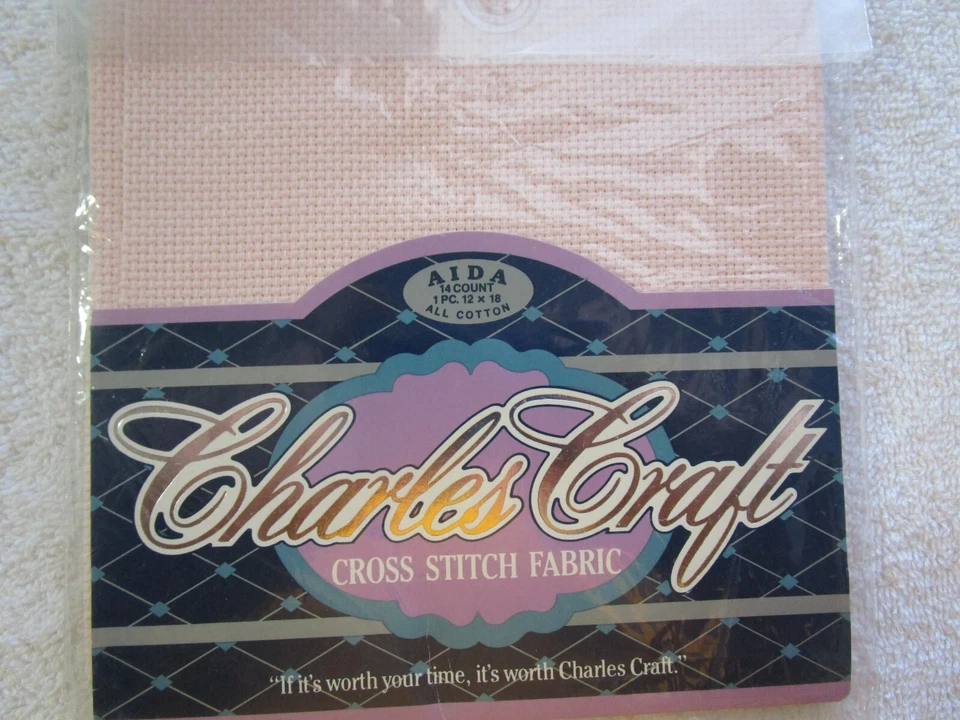 AIDA
14 COUNT
1 PC. 12 x 18
ALL COTTON
Charles Craft
CROSS STITCH FABRIC
“If it's worth your time, it's worth Charles Craft.”